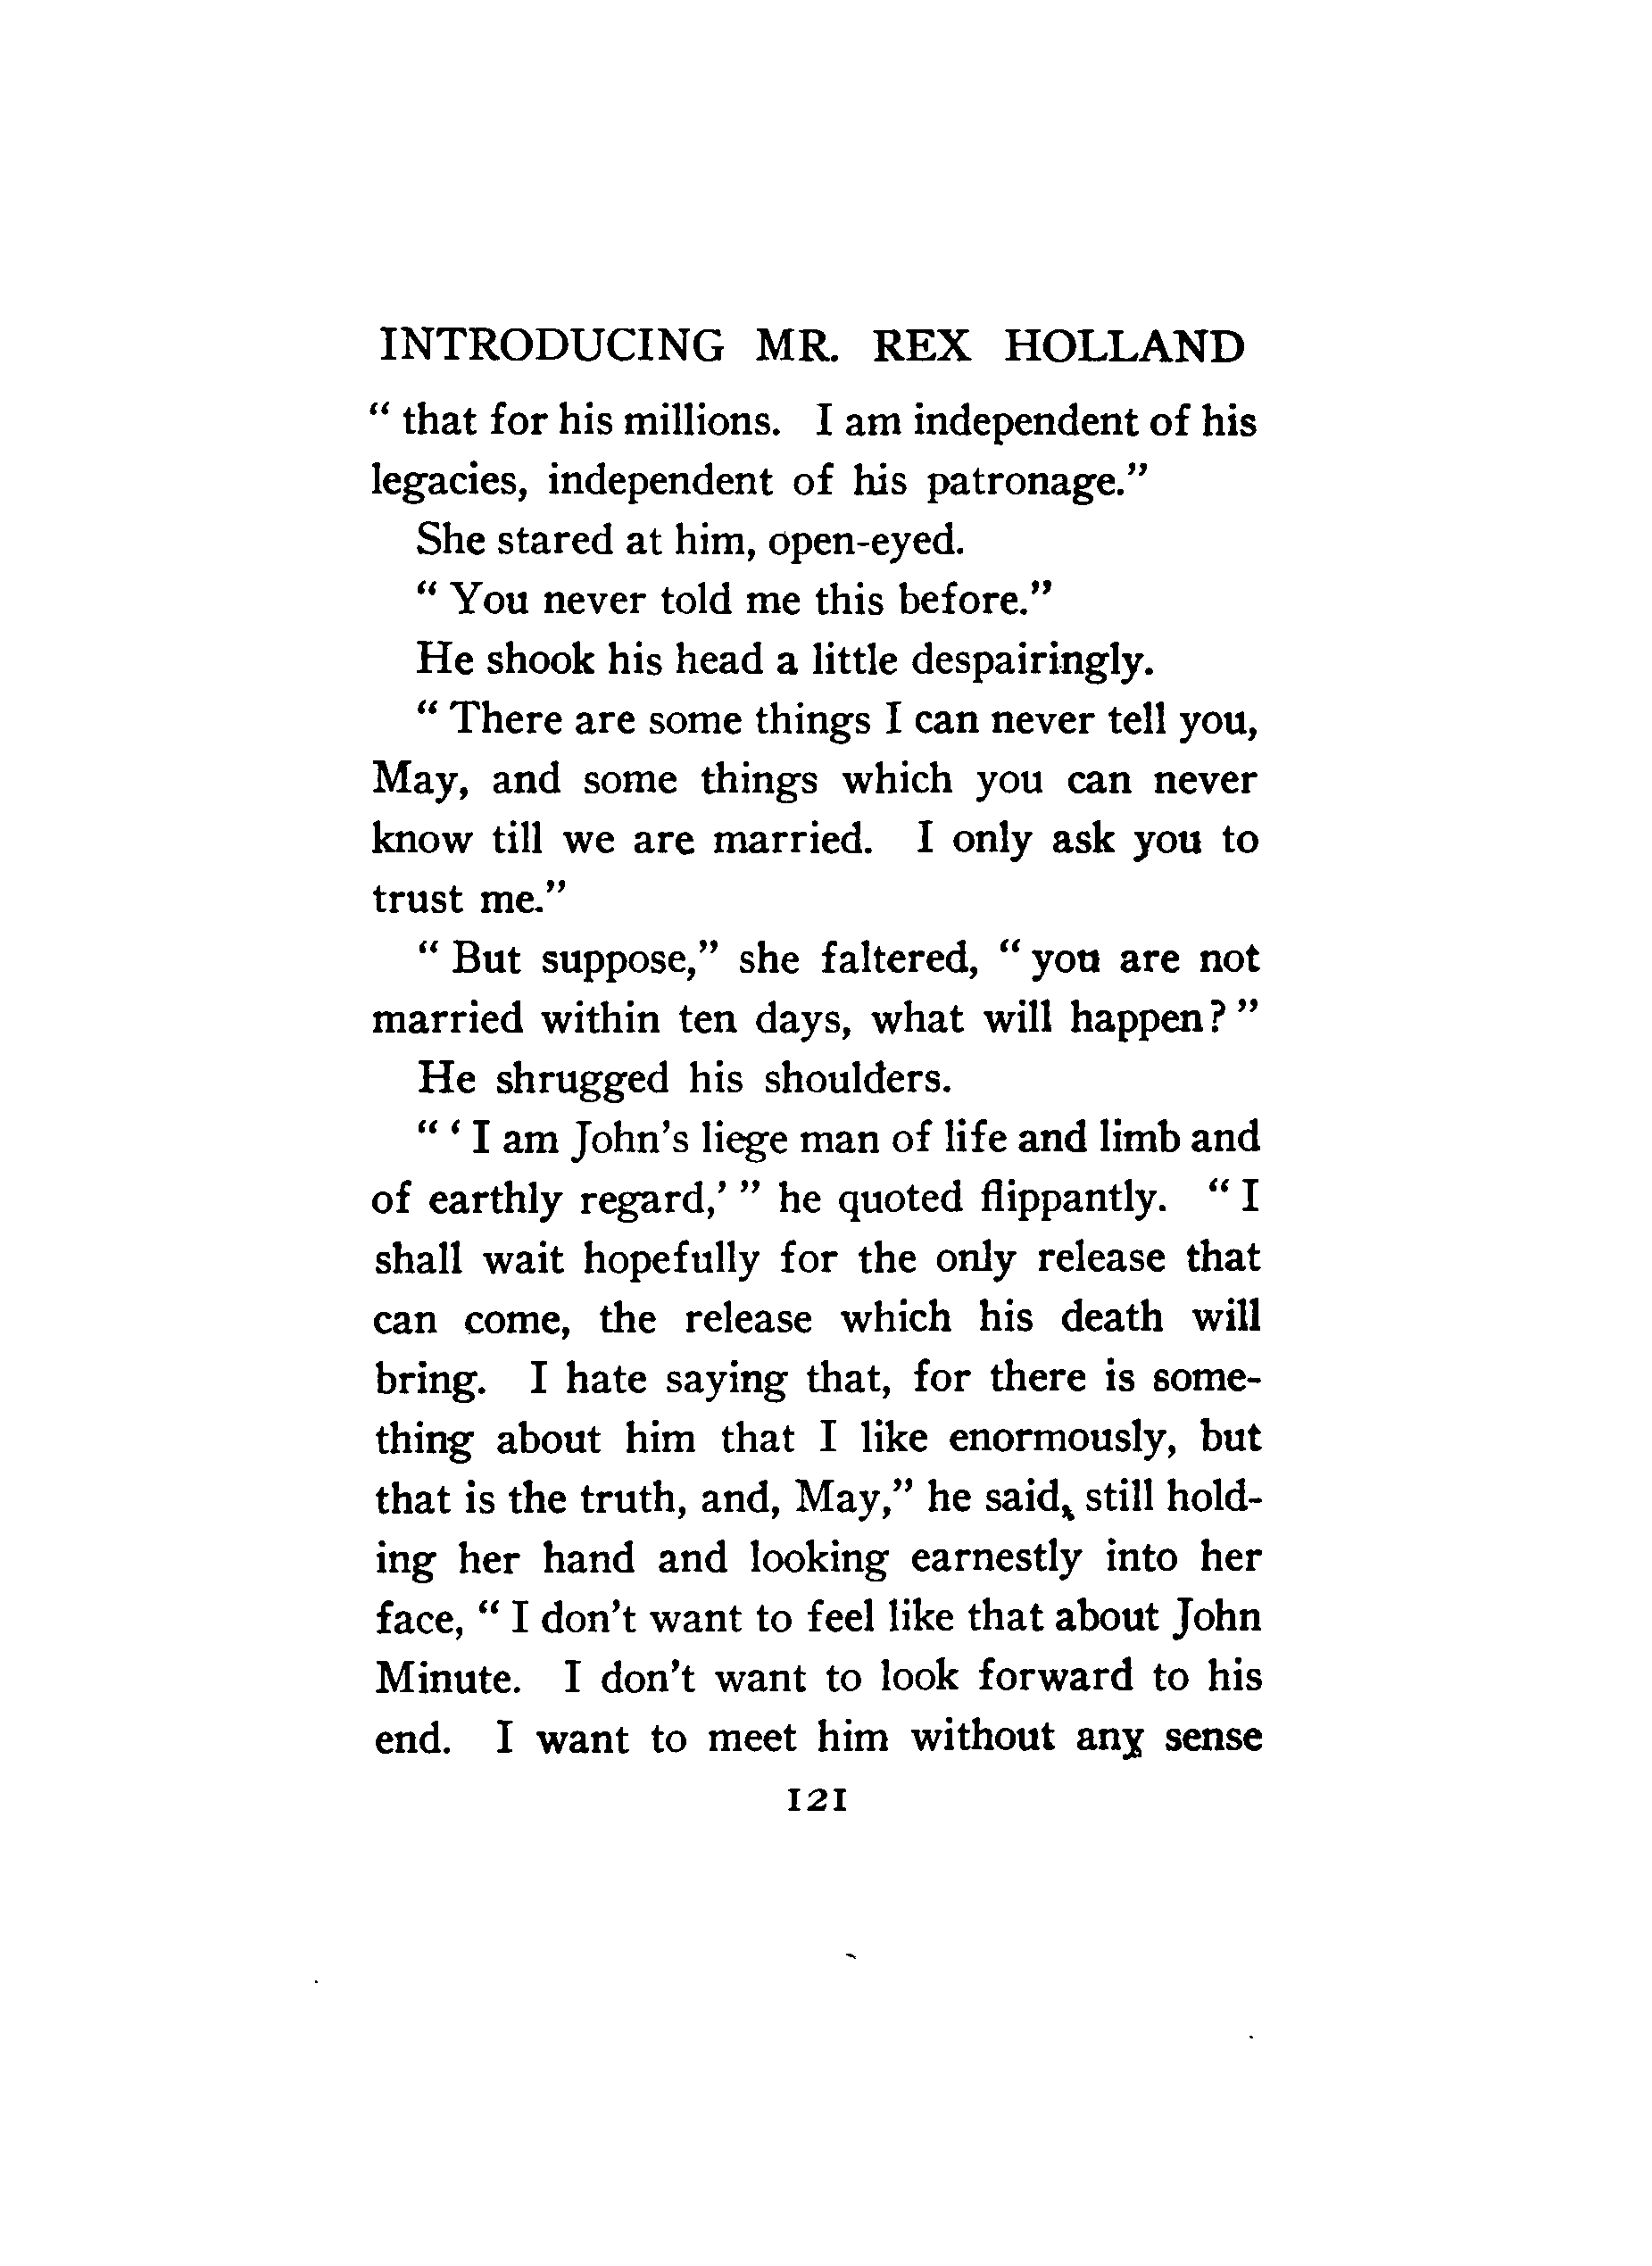 INTRODUCING MR. REX HOLLAND
“ that for his millions. I am independent of his
legacies, independent of his patronage.”
She stared at him, open-eyed.
“ You never told me this before.”
He shook his head a little despairingly.
“ There are some things I can never tell you,
May, and some things which you can never
know till we are married. I only ask you to
trust me.”
“ But suppose,” she faltered, “ you are not
married within ten days, what will happen? ”
He shrugged his shoulders.
“ ‘ I am John’s liege man of life and limb and
of earthly regard,’ ” he quoted flippantly. “ I
shall wait hopefully for the only release that
can come, the release which his death will
bring. I hate saying that, for there is some-
thing about him that I like enormously, but
that is the truth, and, May,” he said, still hold-
ing her hand and looking earnestly into her
face, “ I don’t want to feel like that about John
Minute. I don’t want to look forward to his
end. I want to meet him without any sense
121